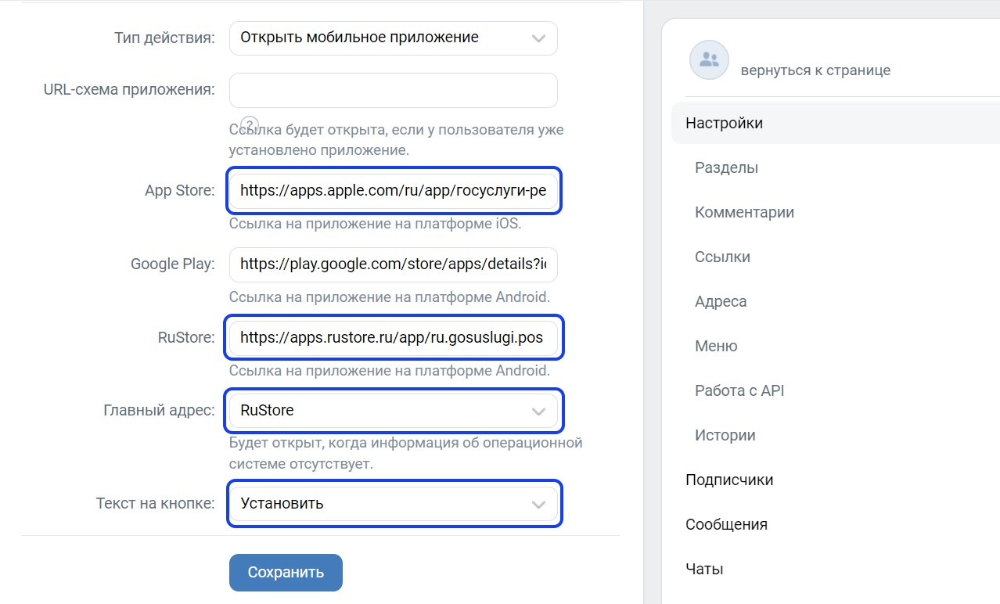 Тип действия:
Открыть мобильное приложение
URL-схема приложения:
?
Ссылка будет открыта, если у пользователя уже
установлено приложение.
App Store:
https://apps.apple.com/ru/app/госуслуги-ре
Ссылка на приложение на платформе iOS.
Google Play:
https://play.google.com/store/apps/details?i
Ссылка на приложение на платформе Android.
RuStore:
https://apps.rustore.ru/app/ru.gosuslugi.pos
Ссылка на приложение на платформе Android.
Главный адрес:
RuStore
Будет открыт, когда информация об операционной
системе отсутствует.
Текст на кнопке:
Установить
Сохранить
вернуться к странице
Настройки
Разделы
Комментарии
Ссылки
Адреса
Меню
Работа с API
Истории
Подписчики
Сообщения
Чаты